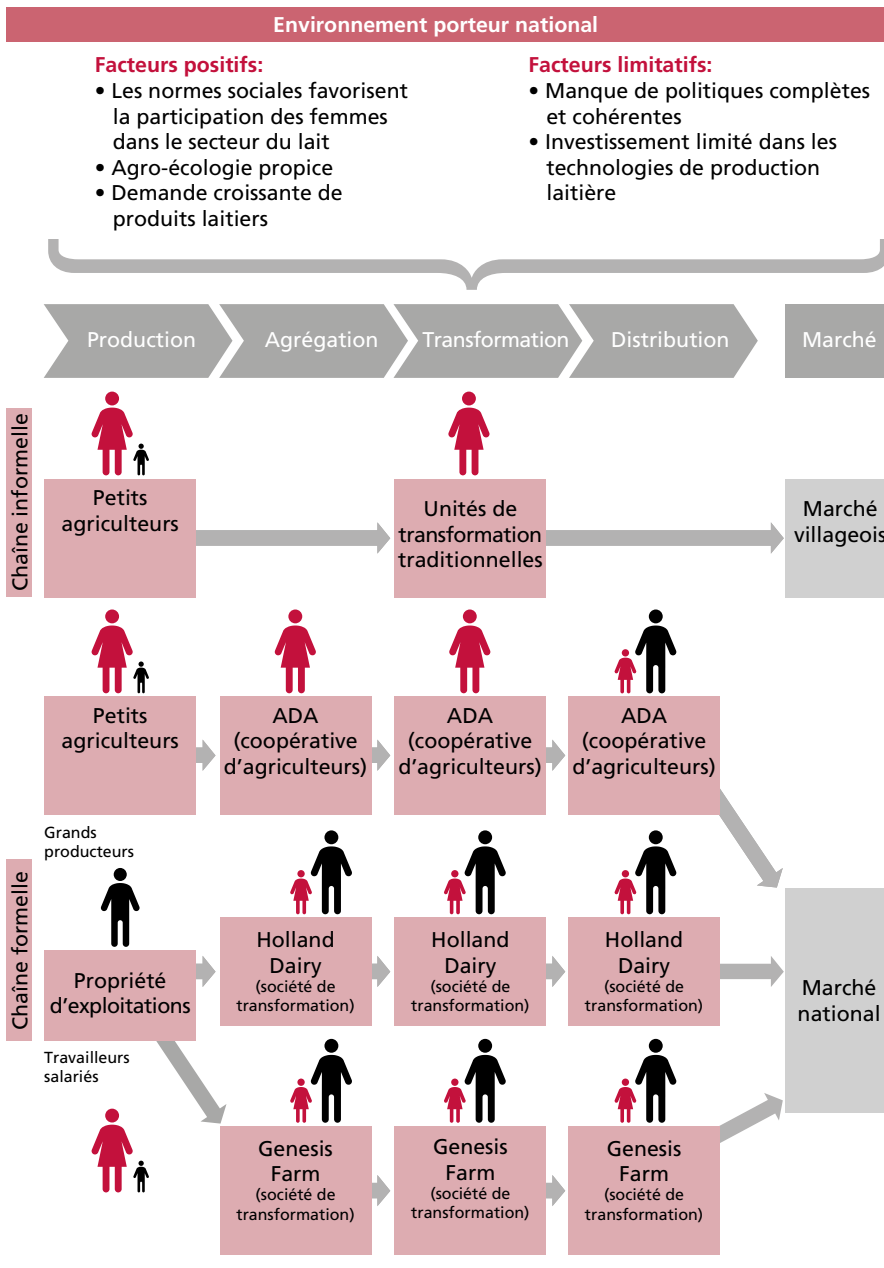 Environnement porteur national
Facteurs positifs:
• Les normes sociales favorisent
la participation des femmes
dans le secteur du lait
• Agro-écologie propice
• Demande croissante de
produits laitiers
Facteurs limitatifs:
• Manque de politiques complètes
et cohérentes
• Investissement limité dans les
technologies de production
laitière
Production
Agrégation
Transformation
Distribution
Marché
Chaîne informelle
Petits
agriculteurs
Unités de
transformation
traditionnelles
Marché
villageois
Chaîne formelle
Petits
agriculteurs
ADA
(coopérative
d'agriculteurs)
ADA
(coopérative
d'agriculteurs)
ADA
(coopérative
d'agriculteurs)
Grands
producteurs
Propriété
d'exploitations
Holland
Dairy
(société de
transformation)
Holland
Dairy
(société de
transformation)
Holland
Dairy
(société de
transformation)
Marché
national
Travailleurs
salariés
Genesis
Farm
(société de
transformation)
Genesis
Farm
(société de
transformation)
Genesis
Farm
(société de
transformation)